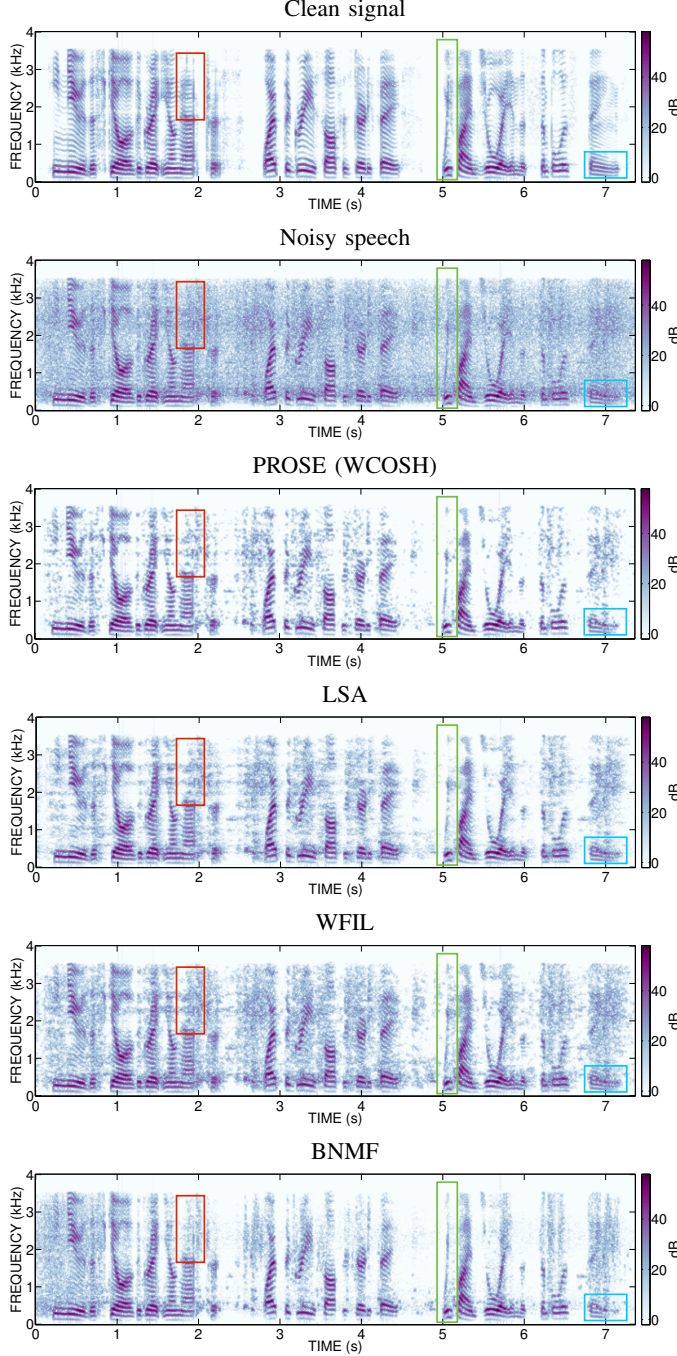 Clean signal
FREQUENCY (kHz)
4
3
2
1
0
0 1 2 3 4 5 6 7
TIME (s)
40
20
0
dB
Noisy speech
FREQUENCY (kHz)
4
3
2
1
0
0 1 2 3 4 5 6 7
TIME (s)
40
20
0
dB
PROSE (WCOSH)
FREQUENCY (kHz)
4
3
2
1
0
0 1 2 3 4 5 6 7
TIME (s)
40
20
0
dB
LSA
FREQUENCY (kHz)
4
3
2
1
0
0 1 2 3 4 5 6 7
TIME (s)
40
20
0
dB
WFIL
FREQUENCY (kHz)
4
3
2
1
0
0 1 2 3 4 5 6 7
TIME (s)
40
20
0
dB
BNMF
FREQUENCY (kHz)
4
3
2
1
0
0 1 2 3 4 5 6 7
TIME (s)
40
20
0
dB